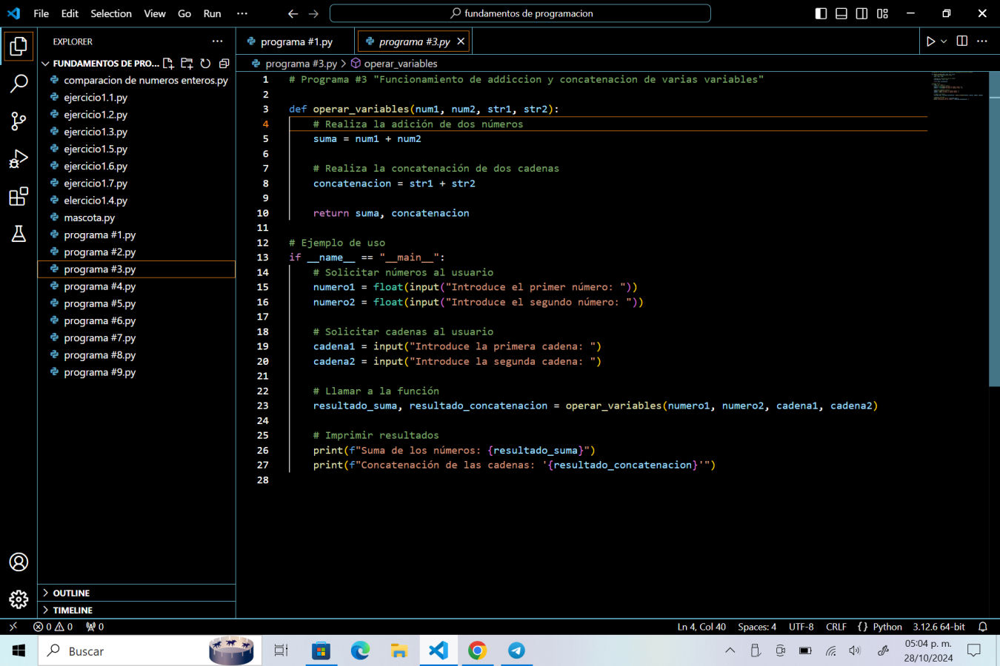 File Edit Selection View Go Run ··· fundamentos de programacion
EXPLORER ···
FUNDAMENTOS DE PRO...
comparacion de numeros enteros.py
ejercicio1.1.py
ejercicio1.2.py
ejercicio1.3.py
ejercicio1.5.py
ejercicio1.6.py
ejercicio1.7.py
elercicio1.4.py
mascota.py
programa #1.py
programa #2.py
programa #3.py
programa #4.py
programa #5.py
programa #6.py
programa #7.py
programa #8.py
programa #9.py
OUTLINE
TIMELINE
programa #1.py programa #3.py
programa #3.py > operar_variables
1 # Programa #3 "Funcionamiento de addiccion y concatenacion de varias variables"
2
3 def operar_variables(num1, num2, str1, str2):
4     # Realiza la adición de dos números
5     suma = num1 + num2
6
7     # Realiza la concatenación de dos cadenas
8     concatenacion = str1 + str2
9
10     return suma, concatenacion
11
12 # Ejemplo de uso
13 if __name__ == "__main__":
14     # Solicitar números al usuario
15     numero1 = float(input("Introduce el primer número: "))
16     numero2 = float(input("Introduce el segundo número: "))
17
18     # Solicitar cadenas al usuario
19     cadena1 = input("Introduce la primera cadena: ")
20     cadena2 = input("Introduce la segunda cadena: ")
21
22     # Llamar a la función
23     resultado_suma, resultado_concatenacion = operar_variables(numero1, numero2, cadena1, cadena2)
24
25     # Imprimir resultados
26     print(f"Suma de los números: {resultado_suma}")
27     print(f"Concatenación de las cadenas: '{resultado_concatenacion}'")
28
0 0 0 Ln 4, Col 40 Spaces: 4 UTF-8 CRLF {} Python 3.12.6 64-bit
Buscar
05:04 p. m.
28/10/2024